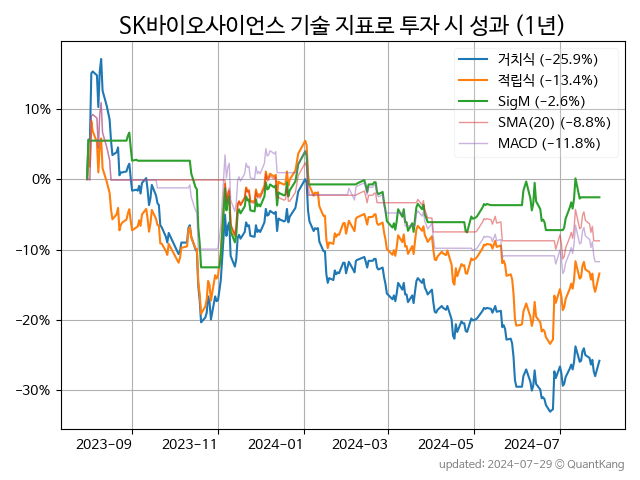 SK바이오사이언스 기술 지표로 투자 시 성과 (1년)
거치식 (−25.9%)
적립식 (−13.4%)
SigM (−2.6%)
SMA(20) (−8.8%)
MACD (−11.8%)
10%
0%
−10%
−20%
−30%
2023-09 2023-11 2024-01 2024-03 2024-05 2024-07
updated: 2024-07-29 © QuantKang